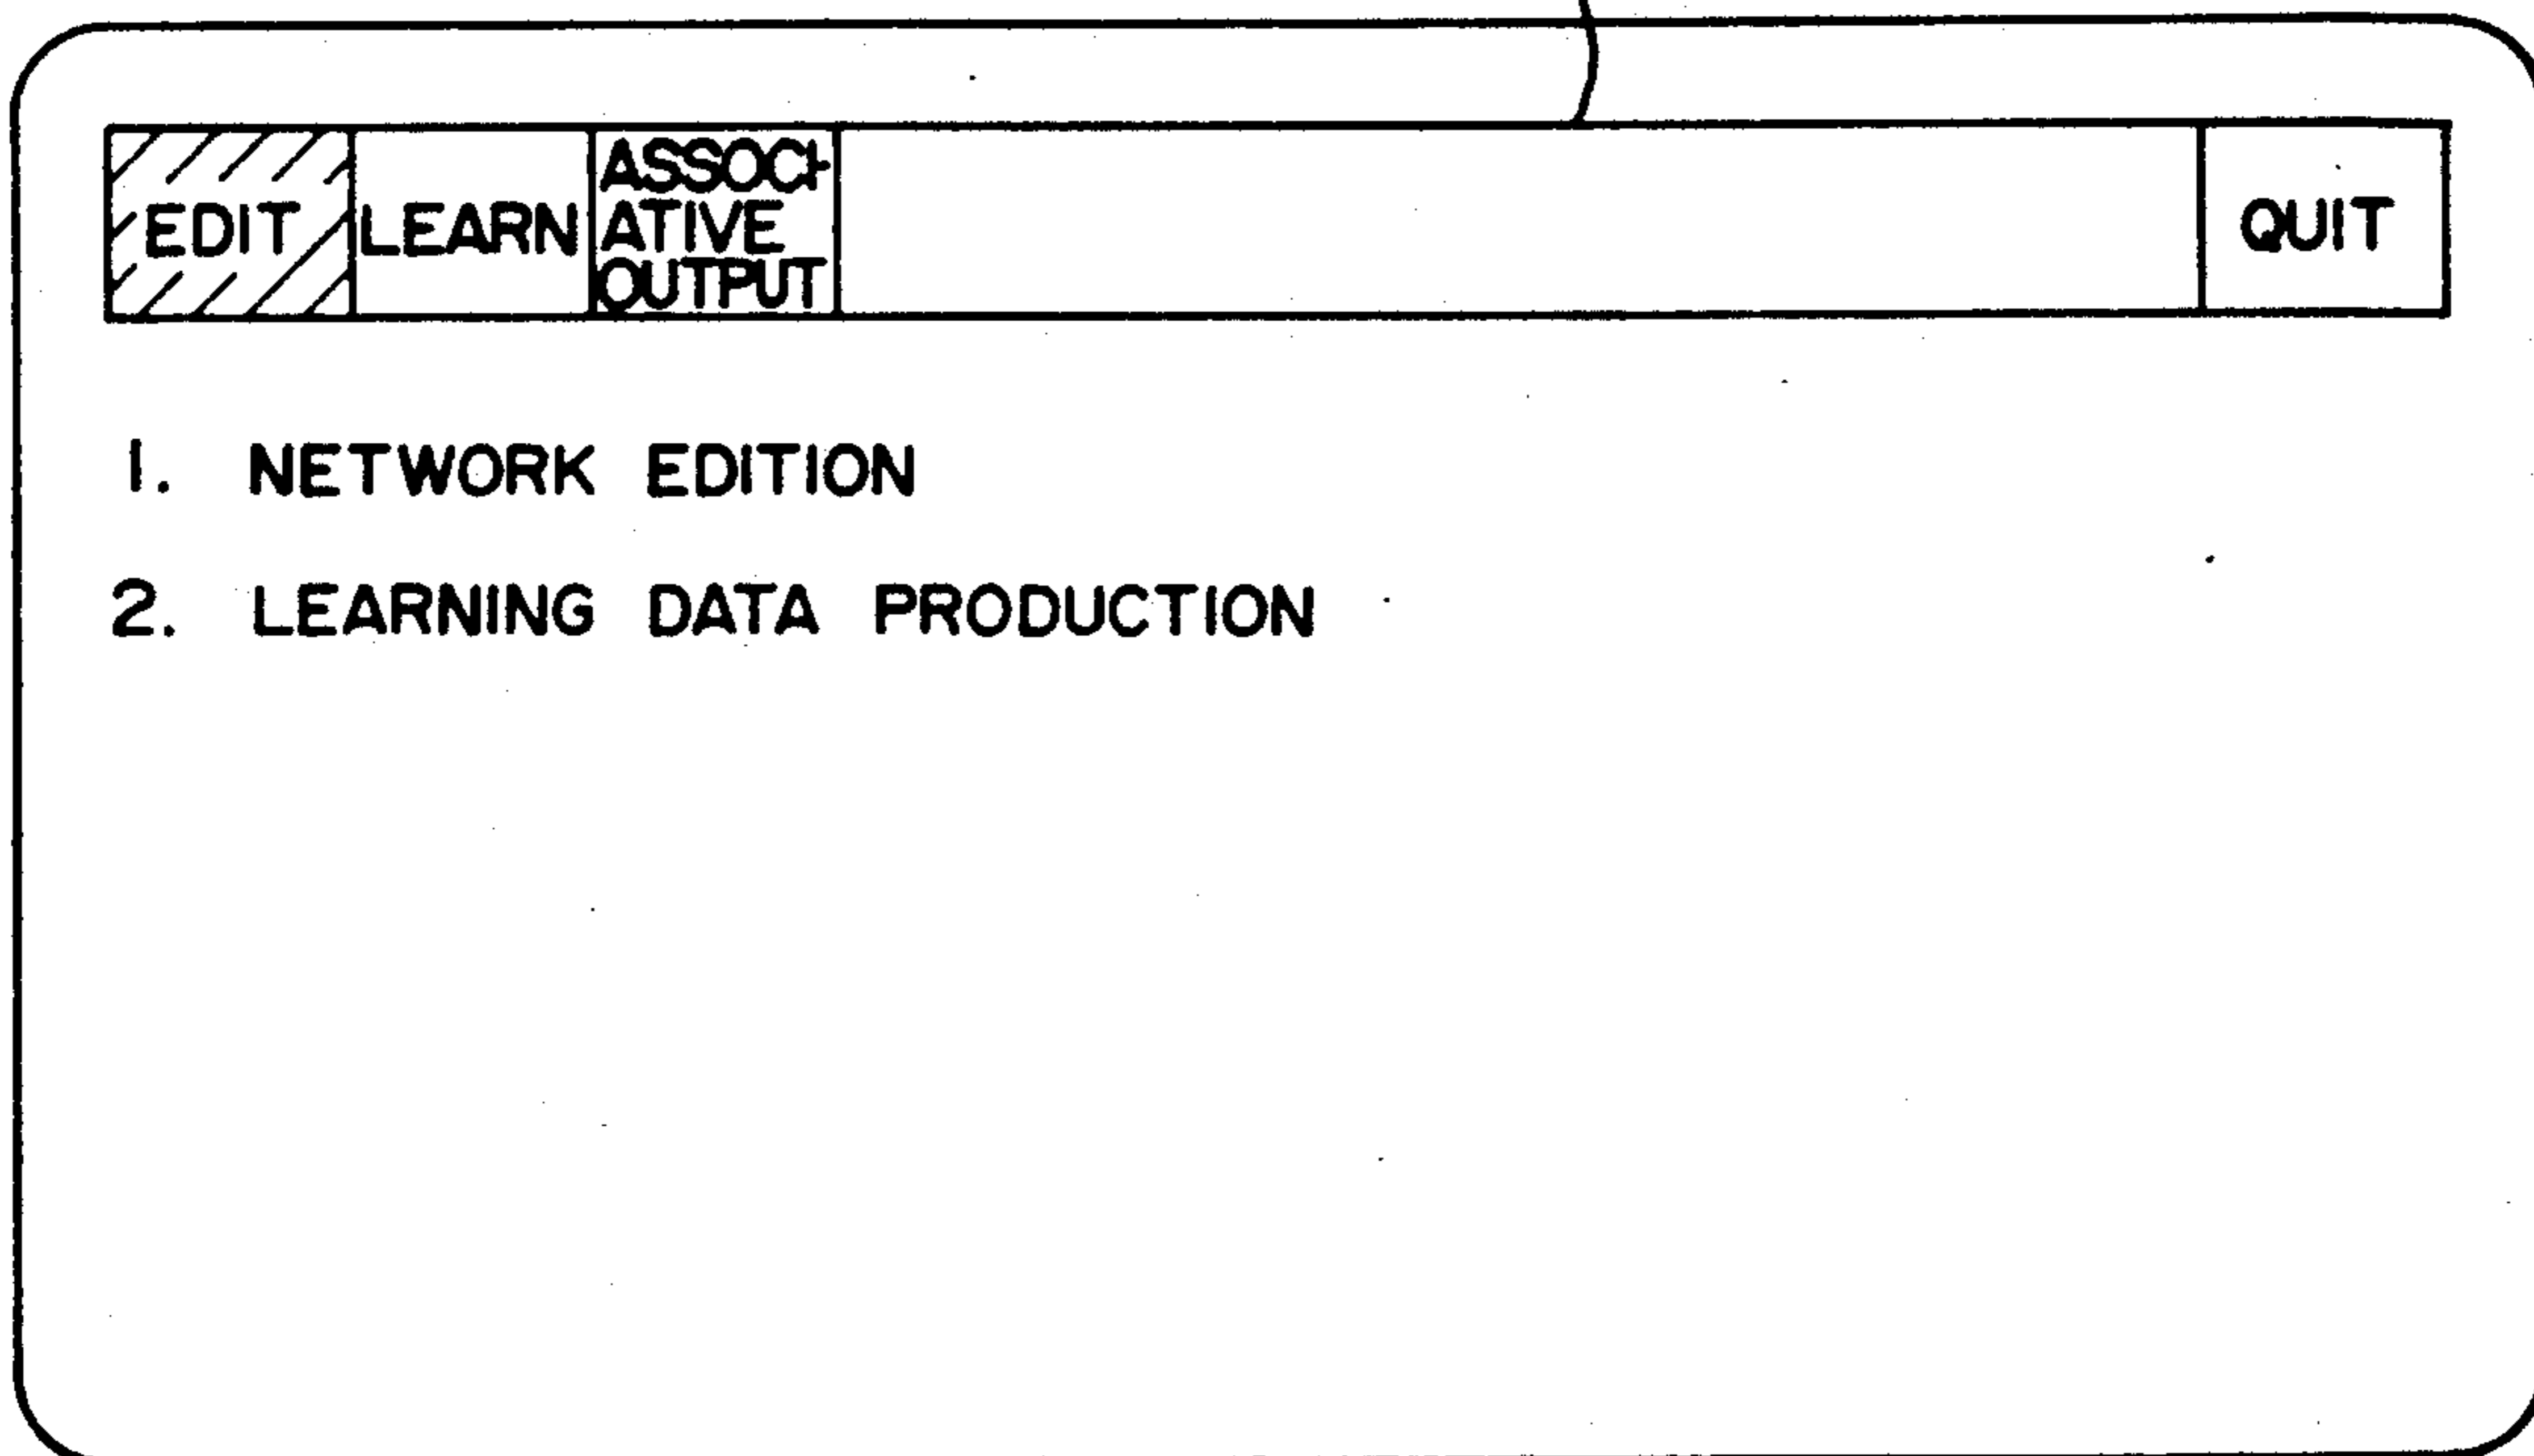 EDIT
LEARN
ASSOCI-
ATIVE
OUTPUT
QUIT
1. NETWORK EDITION
2. LEARNING DATA PRODUCTION